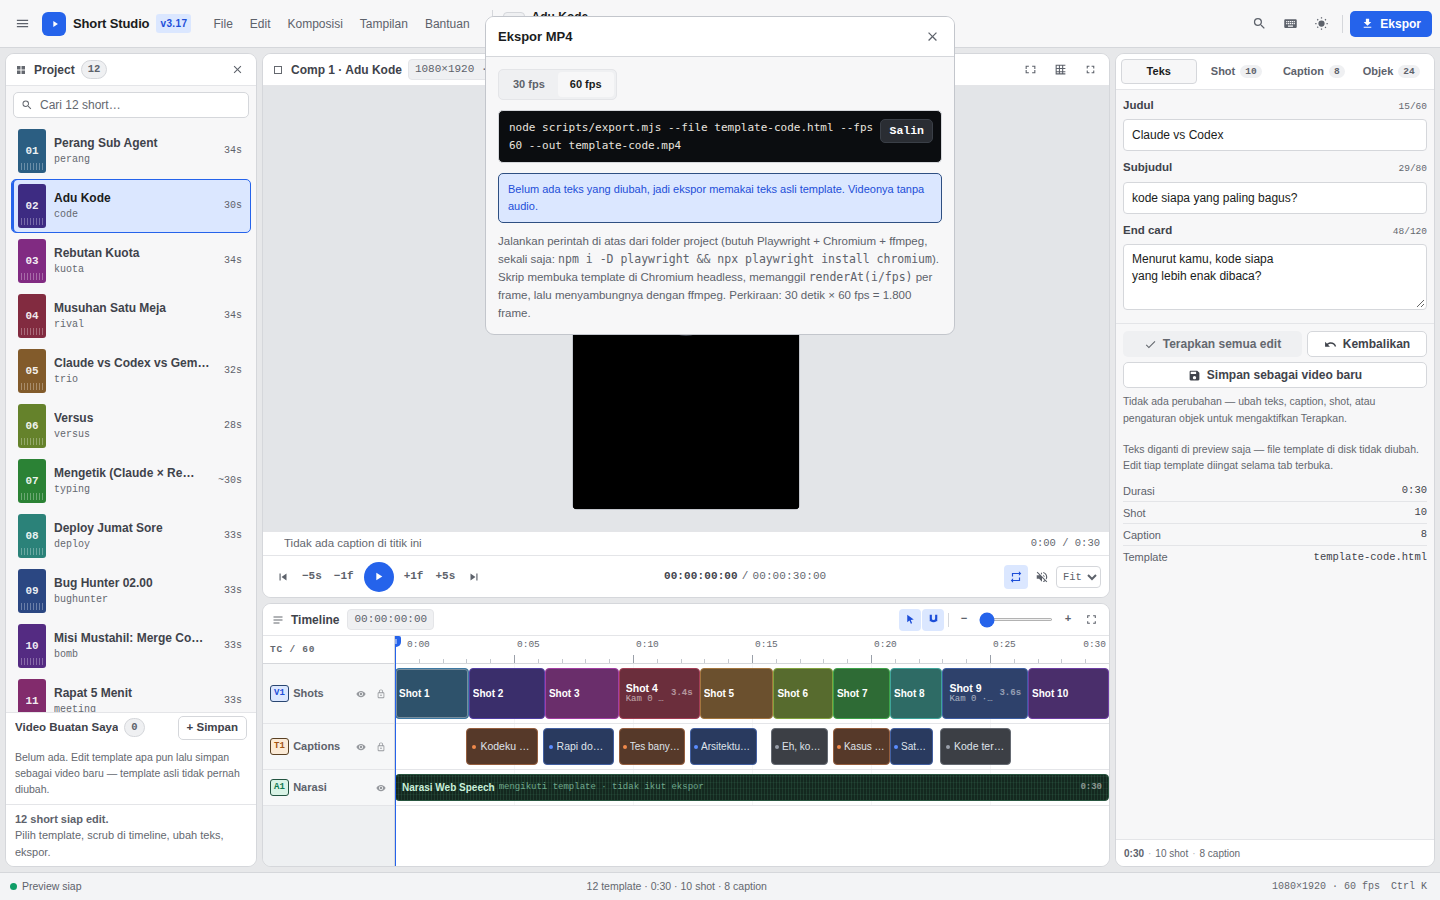 Short Studio v3.17 File Edit Komposisi Tampilan Bantuan Ekspor
Project 12
Cari 12 short…
01 Perang Sub Agent 34s
perang
02 Adu Kode 30s
code
03 Rebutan Kuota 34s
kuota
04 Musuhan Satu Meja 34s
rival
05 Claude vs Codex vs Gem… 32s
trio
06 Versus 28s
versus
07 Mengetik (Claude × Re… ~30s
typing
08 Deploy Jumat Sore 33s
deploy
09 Bug Hunter 02.00 33s
bughunter
10 Misi Mustahil: Merge Co… 33s
bomb
11 Rapat 5 Menit 33s
meeting
Video Buatan Saya 0 + Simpan
Belum ada. Edit template apa pun lalu simpan
sebagai video baru — template asli tidak pernah
diubah.
12 short siap edit.
Pilih template, scrub di timeline, ubah teks,
ekspor.
Comp 1 · Adu Kode 1080×1920
Ekspor MP4
30 fps 60 fps
node scripts/export.mjs --file template-code.html --fps
60 --out template-code.mp4
Salin
Belum ada teks yang diubah, jadi ekspor memakai teks asli template. Videonya tanpa
audio.
Jalankan perintah di atas dari folder project (butuh Playwright + Chromium + ffmpeg,
sekali saja: npm i -D playwright && npx playwright install chromium).
Skrip membuka template di Chromium headless, memanggil renderAt(i/fps) per
frame, lalu menyambungnya dengan ffmpeg. Perkiraan: 30 detik × 60 fps = 1.800
frame.
Tidak ada caption di titik ini 0:00 / 0:30
−5s −1f +1f +5s 00:00:00:00 / 00:00:30:00 Fit
Timeline 00:00:00:00 − +
TC / 60 0:00 0:05 0:10 0:15 0:20 0:25 0:30
V1 Shots Shot 1 Shot 2 Shot 3 Shot 4 3.4s Shot 5 Shot 6 Shot 7 Shot 8 Shot 9 3.6s Shot 10
Kam 0 … Kam 0 ·…
T1 Captions Kodeku … Rapi do… Tes bany… Arsitektu… Eh, ko… Kasus … Sat… Kode ter…
A1 Narasi Narasi Web Speech mengikuti template · tidak ikut ekspor 0:30
Teks Shot 10 Caption 8 Objek 24
Judul 15/60
Claude vs Codex
Subjudul 29/80
kode siapa yang paling bagus?
End card 48/120
Menurut kamu, kode siapa
yang lebih enak dibaca?
Terapkan semua edit Kembalikan
Simpan sebagai video baru
Tidak ada perubahan — ubah teks, caption, shot, atau
pengaturan objek untuk mengaktifkan Terapkan.
Teks diganti di preview saja — file template di disk tidak diubah.
Edit tiap template diingat selama tab terbuka.
Durasi 0:30
Shot 10
Caption 8
Template template-code.html
0:30 · 10 shot · 8 caption
Preview siap 12 template · 0:30 · 10 shot · 8 caption 1080×1920 · 60 fps Ctrl K